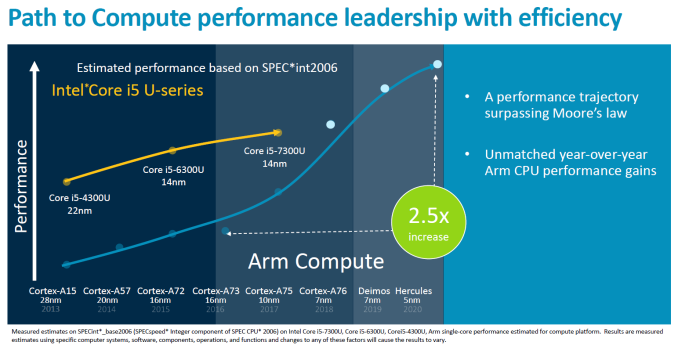 Path to Compute performance leadership with efficiency
Estimated performance based on SPEC*int2006
Intel*Core i5 U-series
Performance
Core i5-4300U
22nm
Core i5-6300U
14nm
Core i5-7300U
14nm
2.5x
increase
Arm Compute
Cortex-A15 Cortex-A57 Cortex-A72 Cortex-A73 Cortex-A75 Cortex-A76 Deimos Hercules
28nm 20nm 16nm 16nm 10nm 7nm 7nm 5nm
2013 2014 2015 2016 2017 2018 2019 2020
• A performance trajectory
surpassing Moore's law
• Unmatched year-over-year
Arm CPU performance gains
Measured estimates on SPECint*_base2006 (SPECspeed* Integer component of SPEC CPU* 2006) on Intel Core i5-7300U, Core i5-6300U, Corei5-4300U, Arm single-core performance estimated for compute platform. Results are measured
estimates using specific computer systems, software, components, operations, and functions and changes to any of these factors will cause the results to vary.